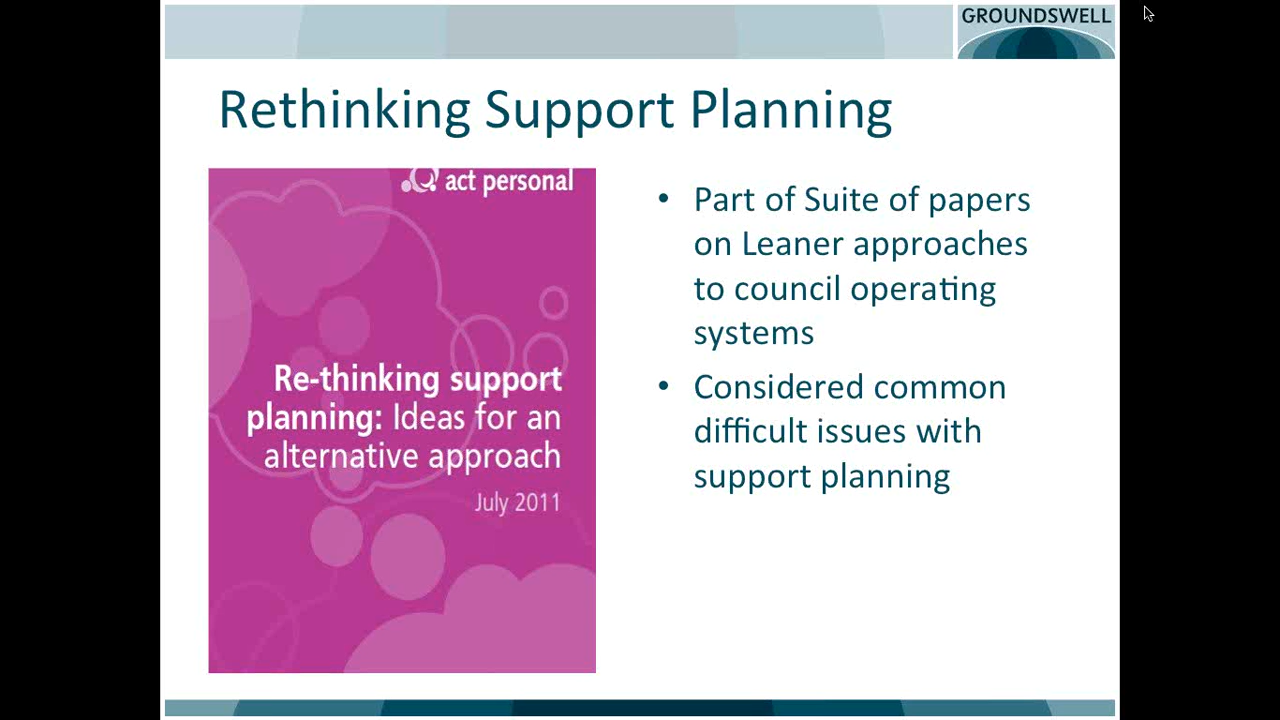 GROUNDSWELL
Rethinking Support Planning
act personal
Re-thinking support
planning: Ideas for an
alternative approach
July 2011
• Part of Suite of papers
on Leaner approaches
to council operating
systems
• Considered common
difficult issues with
support planning